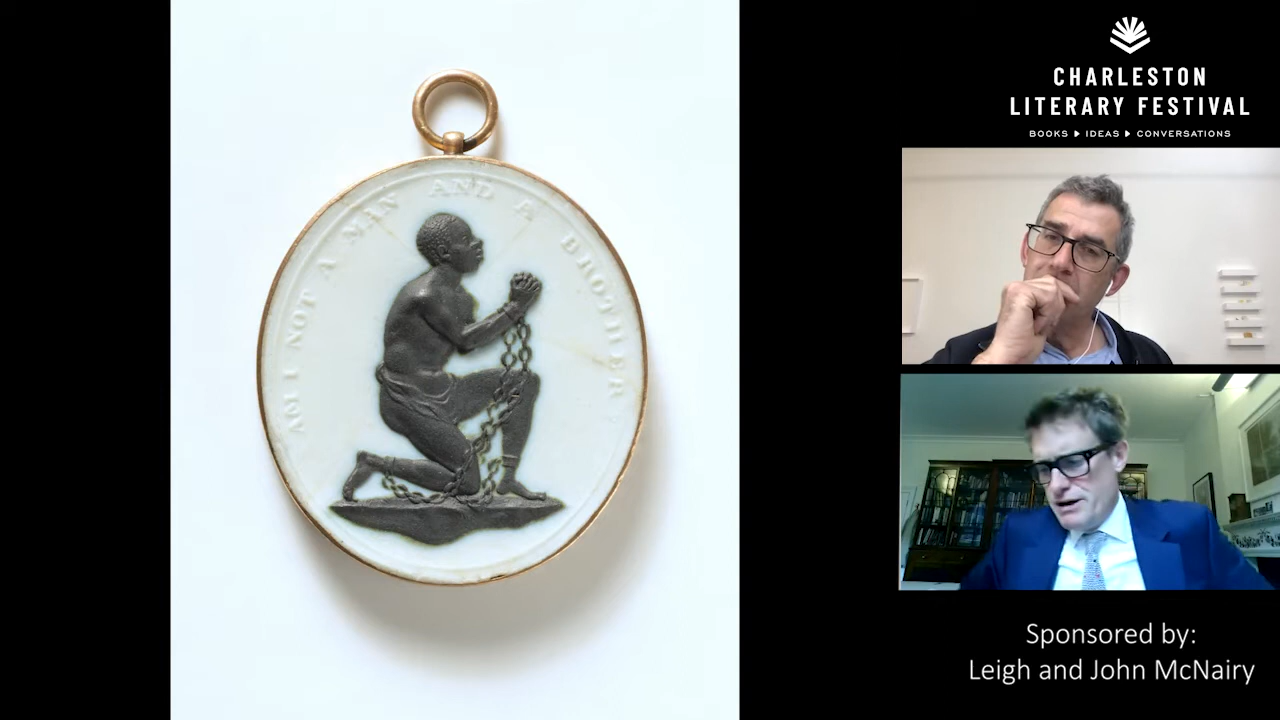 AM I NOT A MAN AND A BROTHER
CHARLESTON
LITERARY FESTIVAL
BOOKS ▶ IDEAS ▶ CONVERSATIONS
Sponsored by:
Leigh and John McNairy